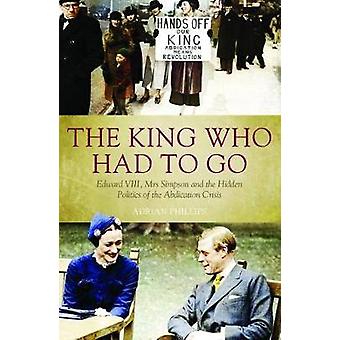 HANDS OFF
OUR
KING
ABDICATION
MEANS
REVOLUTION
THE KING WHO
HAD TO GO
Edward VIII, Mrs Simpson and the Hidden
Politics of the Abdication Crisis
ADRIAN PHILLIPS